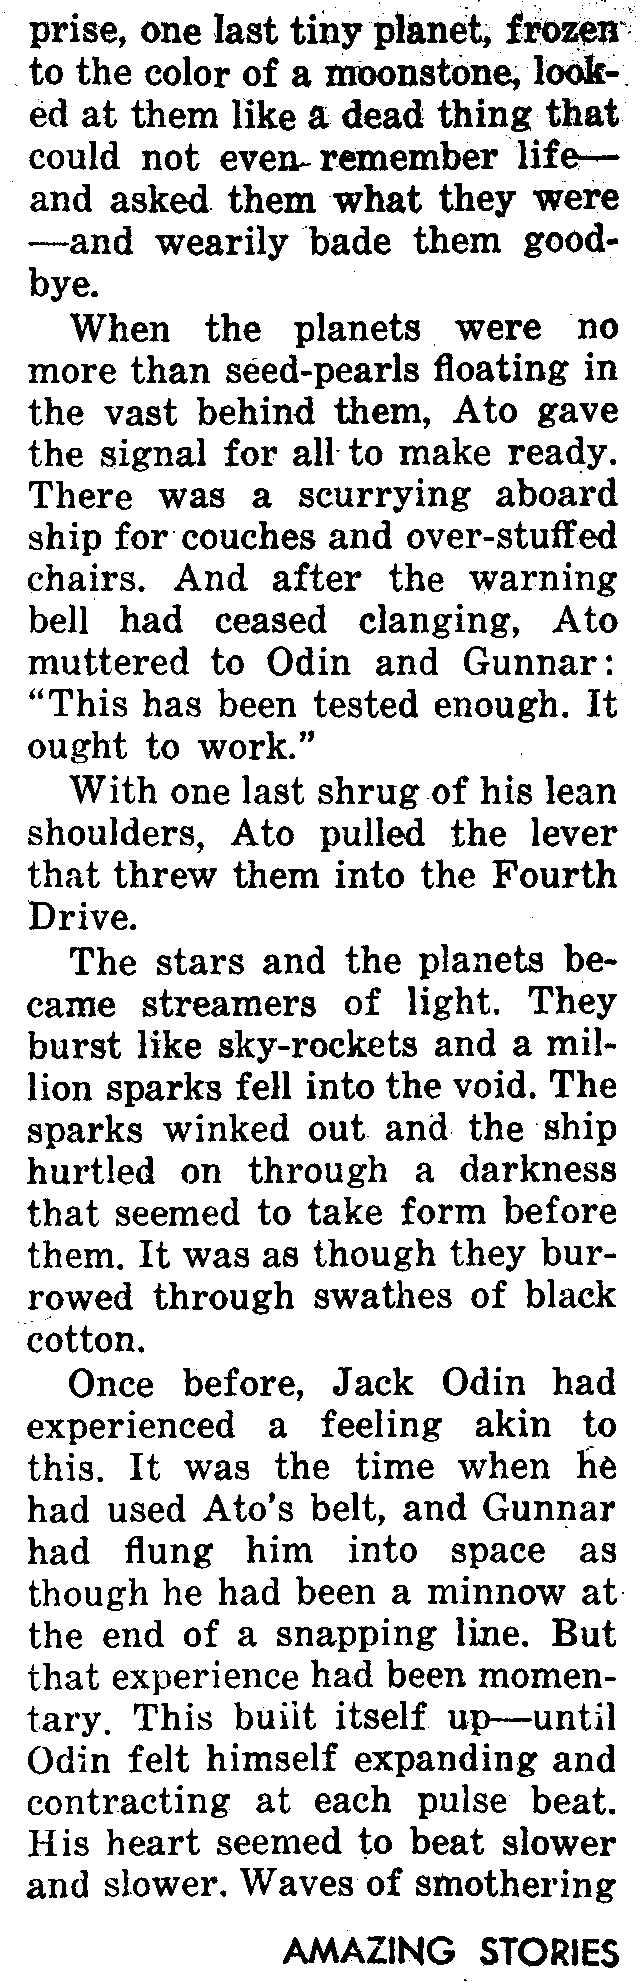 prise, one last tiny planet, frozen
to the color of a moonstone, look-
ed at them like a dead thing that
could not even remember life—
and asked them what they were
—and wearily bade them good-
bye.
When the planets were no
more than seed-pearls floating in
the vast behind them, Ato gave
the signal for all to make ready.
There was a scurrying aboard
ship for couches and over-stuffed
chairs. And after the warning
bell had ceased clanging, Ato
muttered to Odin and Gunnar:
“This has been tested enough. It
ought to work.”
With one last shrug of his lean
shoulders, Ato pulled the lever
that threw them into the Fourth
Drive.
The stars and the planets be-
came streamers of light. They
burst like sky-rockets and a mil-
lion sparks fell into the void. The
sparks winked out and the ship
hurtled on through a darkness
that seemed to take form before
them. It was as though they bur-
rowed through swathes of black
cotton.
Once before, Jack Odin had
experienced a feeling akin to
this. It was the time when he
had used Ato’s belt, and Gunnar
had flung him into space as
though he had been a minnow at
the end of a snapping line. But
that experience had been momen-
tary. This built itself up—until
Odin felt himself expanding and
contracting at each pulse beat.
His heart seemed to beat slower
and slower. Waves of smothering
AMAZING STORIES